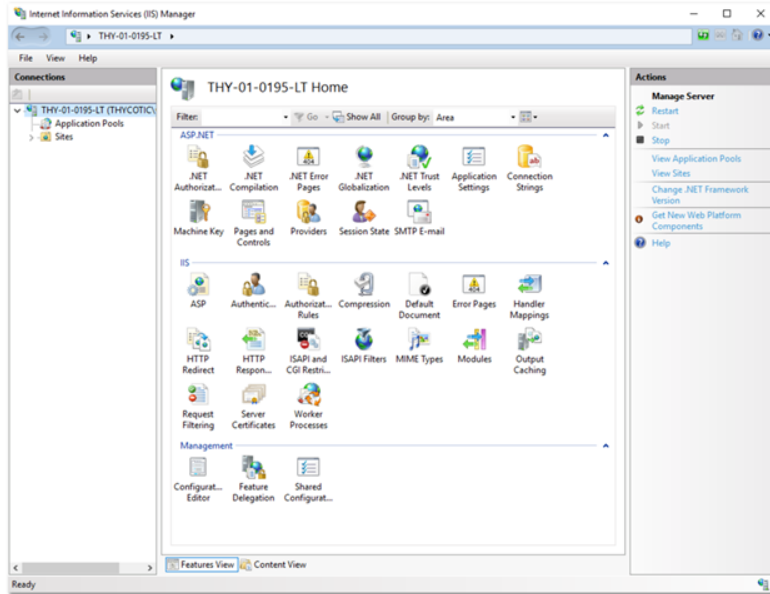 Internet Information Services (IIS) Manager
THY-01-0195-LT
File View Help
Connections
THY-01-0195-LT (THYCOTIC\
Application Pools
Sites
THY-01-0195-LT Home
Filter: Go Show All Group by: Area
ASP.NET
.NET Authorizat...
.NET Compilation
.NET Error Pages
.NET Globalization
.NET Trust Levels
Application Settings
Connection Strings
Machine Key
Pages and Controls
Providers
Session State
SMTP E-mail
IIS
ASP
Authentic...
Authorizat... Rules
Compression
Default Document
Error Pages
Handler Mappings
HTTP Redirect
HTTP Respon...
ISAPI and CGI Restri...
ISAPI Filters
MIME Types
Modules
Output Caching
Request Filtering
Server Certificates
Worker Processes
Management
Configurat... Editor
Feature Delegation
Shared Configurat...
Features View
Content View
Actions
Manage Server
Restart
Start
Stop
View Application Pools
View Sites
Change .NET Framework
Version
Get New Web Platform
Components
Help
Ready